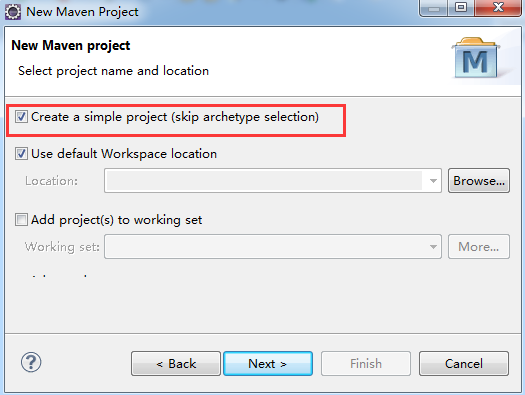 New Maven Project
New Maven project
Select project name and location
M
Create a simple project (skip archetype selection)
Use default Workspace location
Location:
Browse...
Add project(s) to working set
Working set:
More...
?
< Back
Next >
Finish
Cancel